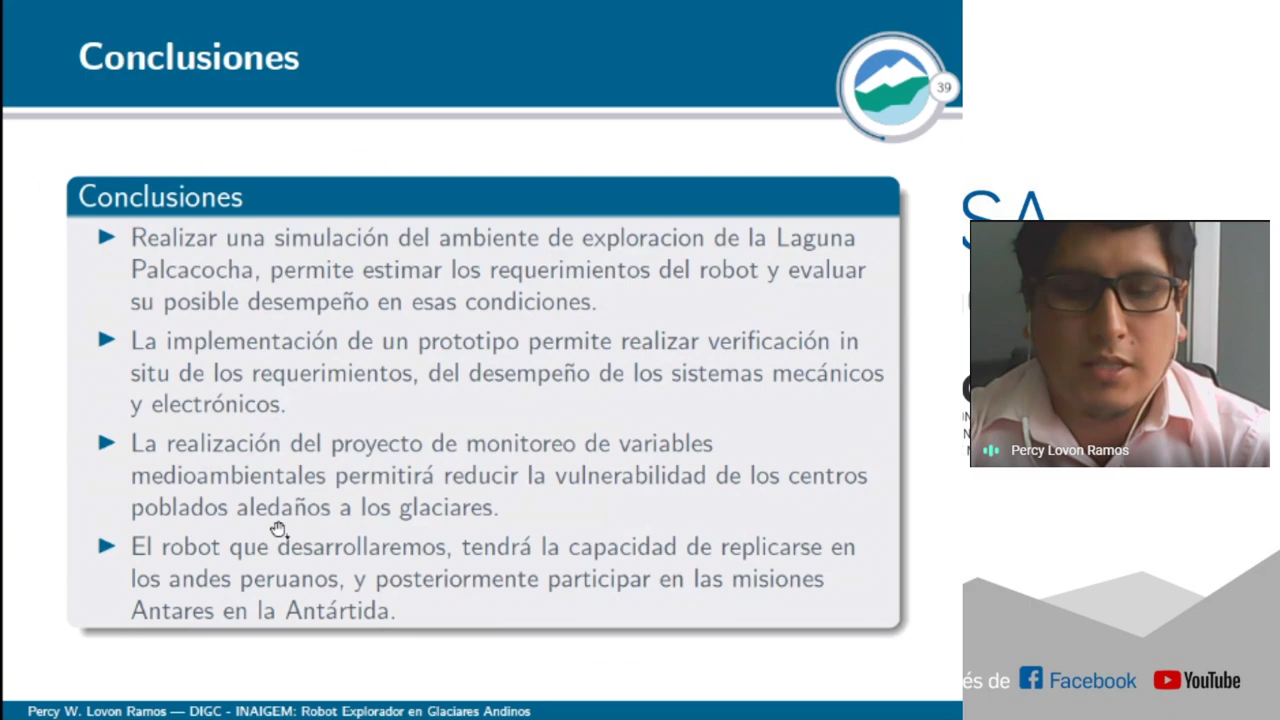 Conclusiones
39
Conclusiones
Realizar una simulación del ambiente de exploracion de la Laguna
Palcacocha, permite estimar los requerimientos del robot y evaluar
su posible desempeño en esas condiciones.
La implementación de un prototipo permite realizar verificación in
situ de los requerimientos, del desempeño de los sistemas mecánicos
y electrónicos.
La realización del proyecto de monitoreo de variables
medioambientales permitirá reducir la vulnerabilidad de los centros
poblados aledaños a los glaciares.
El robot que desarrollaremos, tendrá la capacidad de replicarse en
los andes peruanos, y posteriormente participar en las misiones
Antares en la Antártida.
Percy W. Lovon Ramos — DIGC - INAIGEM: Robot Explorador en Glaciares Andinos
SA
Percy Lovon Ramos
és de Facebook YouTube